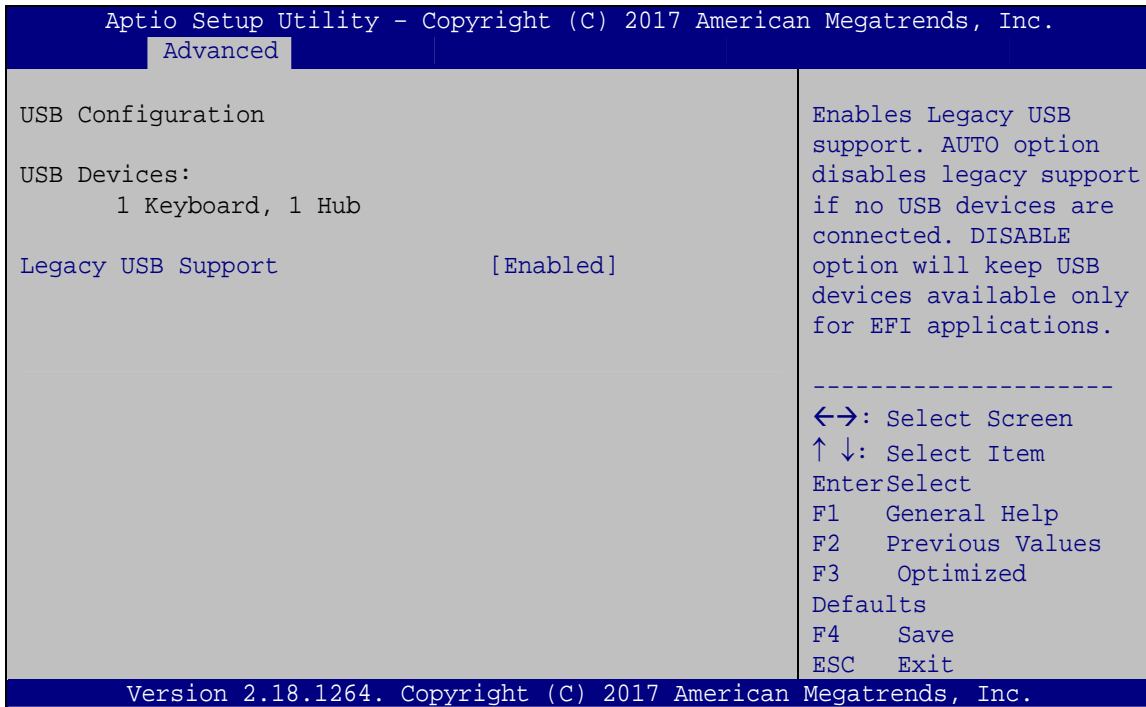 Aptio Setup Utility – Copyright (C) 2017 American Megatrends, Inc.
Advanced
USB Configuration
USB Devices:
1 Keyboard, 1 Hub
Legacy USB Support [Enabled]
Enables Legacy USB
support. AUTO option
disables legacy support
if no USB devices are
connected. DISABLE
option will keep USB
devices available only
for EFI applications.
---------------------
←→: Select Screen
↑ ↓: Select Item
EnterSelect
F1 General Help
F2 Previous Values
F3 Optimized
Defaults
F4 Save
ESC Exit
Version 2.18.1264. Copyright (C) 2017 American Megatrends, Inc.